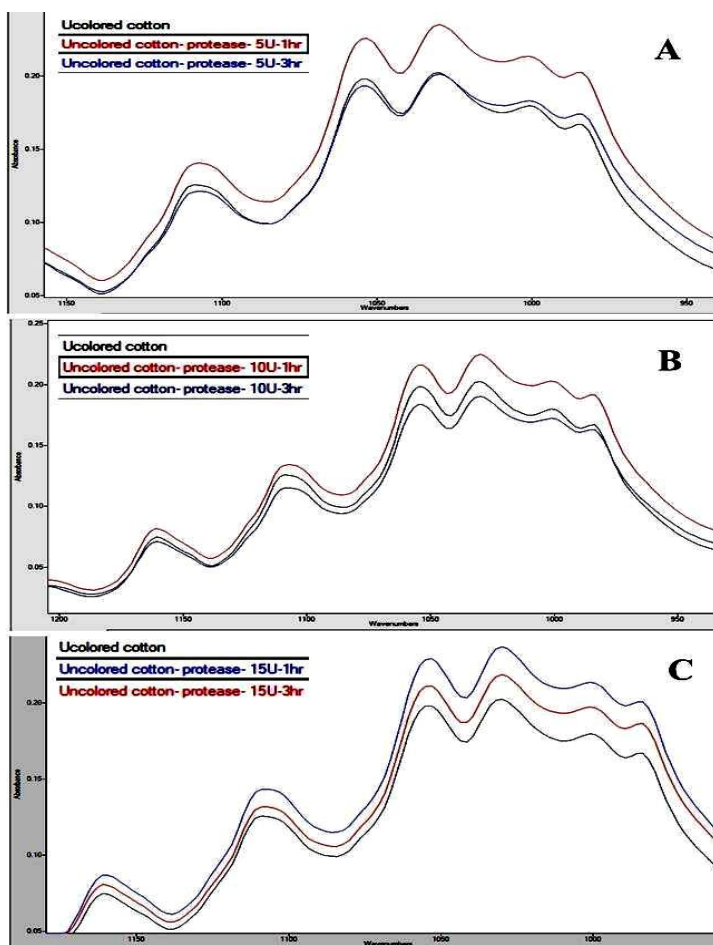 Ucolored cotton
Uncolored cotton- protease- 5U-1hr
Uncolored cotton- protease- 5U-3hr
A
0.20
0.15
0.10
0.05
Absorbance
1150 1100 1050 1000 950
Wavenumbers
Ucolored cotton
Uncolored cotton- protease- 10U-1hr
Uncolored cotton- protease- 10U-3hr
B
0.25
0.20
0.15
0.10
0.05
Absorbance
1200 1150 1100 1050 1000 950
Wavenumbers
Ucolored cotton
Uncolored cotton- protease- 15U-1hr
Uncolored cotton- protease- 15U-3hr
C
0.20
0.15
0.10
0.05
Absorbance
1150 1100 1050 1000
Wavenumbers